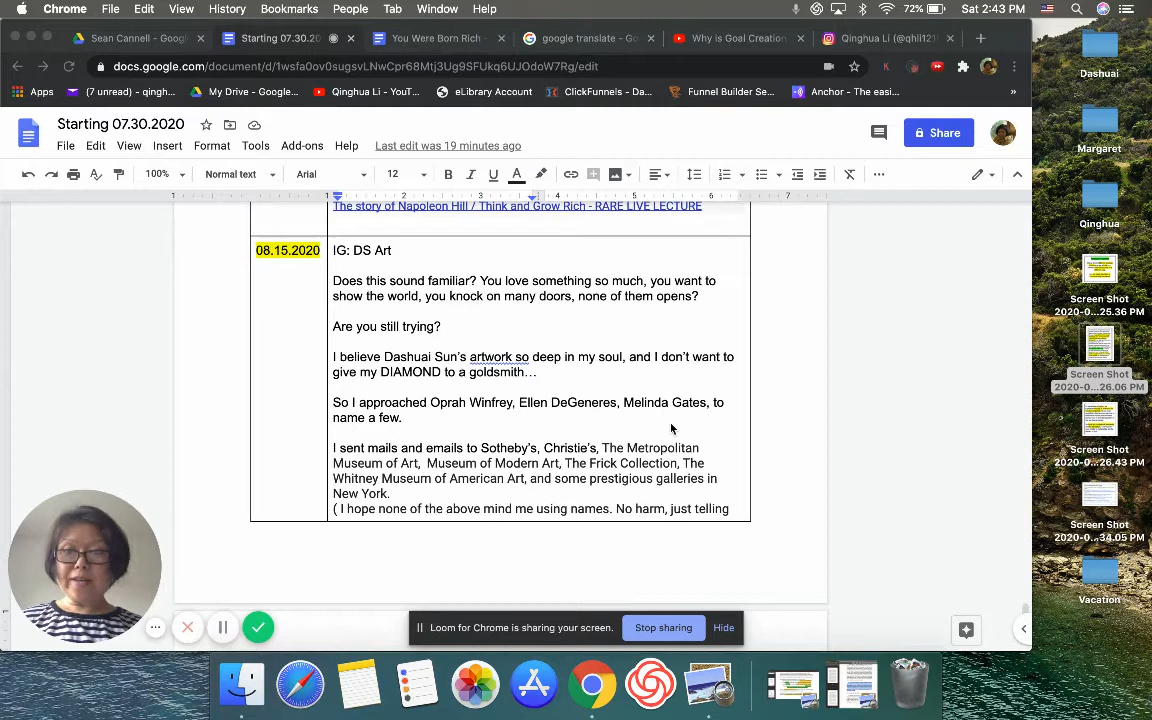 Chrome File Edit View History Bookmarks People Tab Window Help 72% Sat 2:43 PM
Sean Cannell - Googl Starting 07.30.20 You Were Born Rich - google translate - Go Why is Goal Creation Qinghua Li (@qhli121
docs.google.com/document/d/1wsfa0ov0sugsvLNwCpr68Mtj3Ug9SFUkq6UJOdoW7Rg/edit
Apps (7 unread) - qingh... My Drive - Google... Qinghua Li - YouT... eLibrary Account ClickFunnels - Da... Funnel Builder Se... Anchor - The easi... »
Starting 07.30.2020
Share
File Edit View Insert Format Tools Add-ons Help Last edit was 19 minutes ago
100% Normal text Arial 12 B I U A
1 1 2 3 4 5 6 7
The story of Napoleon Hill / Think and Grow Rich - RARE LIVE LECTURE
08.15.2020 IG: DS Art
Does this sound familiar? You love something so much, you want to
show the world, you knock on many doors, none of them opens?
Are you still trying?
I believe Dashuai Sun's artwork so deep in my soul, and I don't want to
give my DIAMOND to a goldsmith…
So I approached Oprah Winfrey, Ellen DeGeneres, Melinda Gates, to
name a few.
I sent mails and emails to Sotheby's, Christie's, The Metropolitan
Museum of Art, Museum of Modern Art, The Frick Collection, The
Whitney Museum of American Art, and some prestigious galleries in
New York.
( I hope none of the above mind me using names. No harm, just telling
Loom for Chrome is sharing your screen. Stop sharing Hide
Dashuai
Margaret
Qinghua
Screen Shot
2020-0...25.36 PM
Screen Shot
2020-0...26.06 PM
Screen Shot
2020-0...26.43 PM
Screen Shot
2020-0...34.05 PM
Vacation